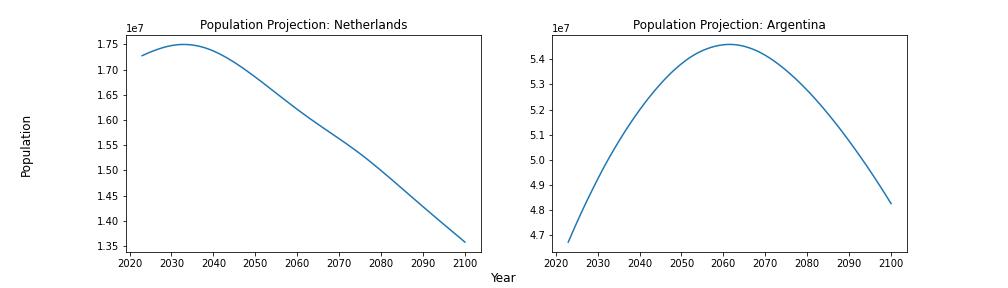 Population Projection: Netherlands
1e7
1.75
1.70
1.65
1.60
1.55
1.50
1.45
1.40
1.35
2020 2030 2040 2050 2060 2070 2080 2090 2100
Population
Population Projection: Argentina
1e7
5.4
5.3
5.2
5.1
5.0
4.9
4.8
4.7
2020 2030 2040 2050 2060 2070 2080 2090 2100
Year